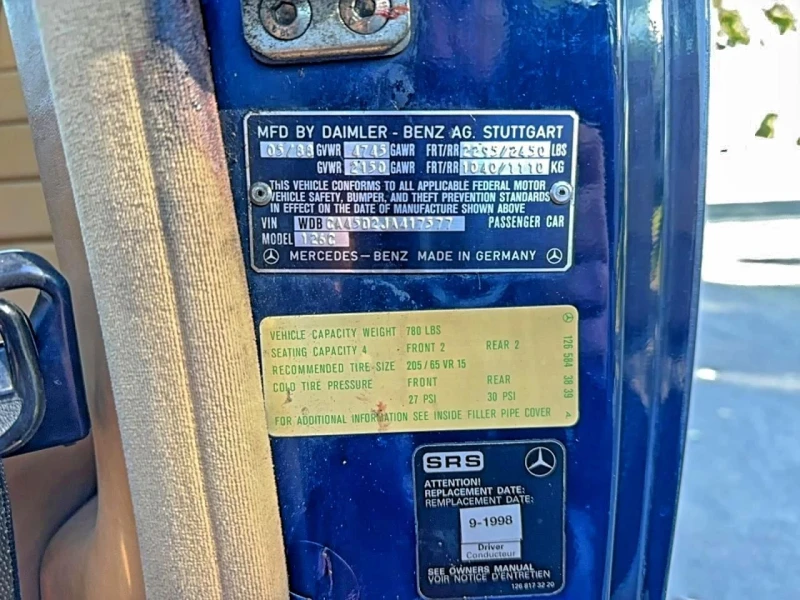 MFD BY DAIMLER - BENZ AG. STUTTGART
05/88 GVWR 4745 GAWR FRT/RR 2295/2450 LBS
GVWR 2150 GAWR FRT/RR 1040/1110 KG
THIS VEHICLE CONFORMS TO ALL APPLICABLE FEDERAL MOTOR
VEHICLE SAFETY, BUMPER, AND THEFT PREVENTION STANDARDS
IN EFFECT ON THE DATE OF MANUFACTURE SHOWN ABOVE
VIN WDB CA45D2JA417577 PASSENGER CAR
MODEL 126C
MERCEDES-BENZ MADE IN GERMANY
VEHICLE CAPACITY WEIGHT 780 LBS
SEATING CAPACITY 4 FRONT 2 REAR 2
RECOMMENDED TIRE-SIZE 205/65 VR 15
COLD TIRE PRESSURE FRONT REAR
27 PSI 30 PSI
FOR ADDITIONAL INFORMATION SEE INSIDE FILLER PIPE COVER
126 584 38 39 A
SRS
ATTENTION!
REPLACEMENT DATE:
REMPLACEMENT DATE:
9-1998
Driver
Conducteur
SEE OWNERS MANUAL
VOIR NOTICE D'ENTRETIEN
126 817 32 20